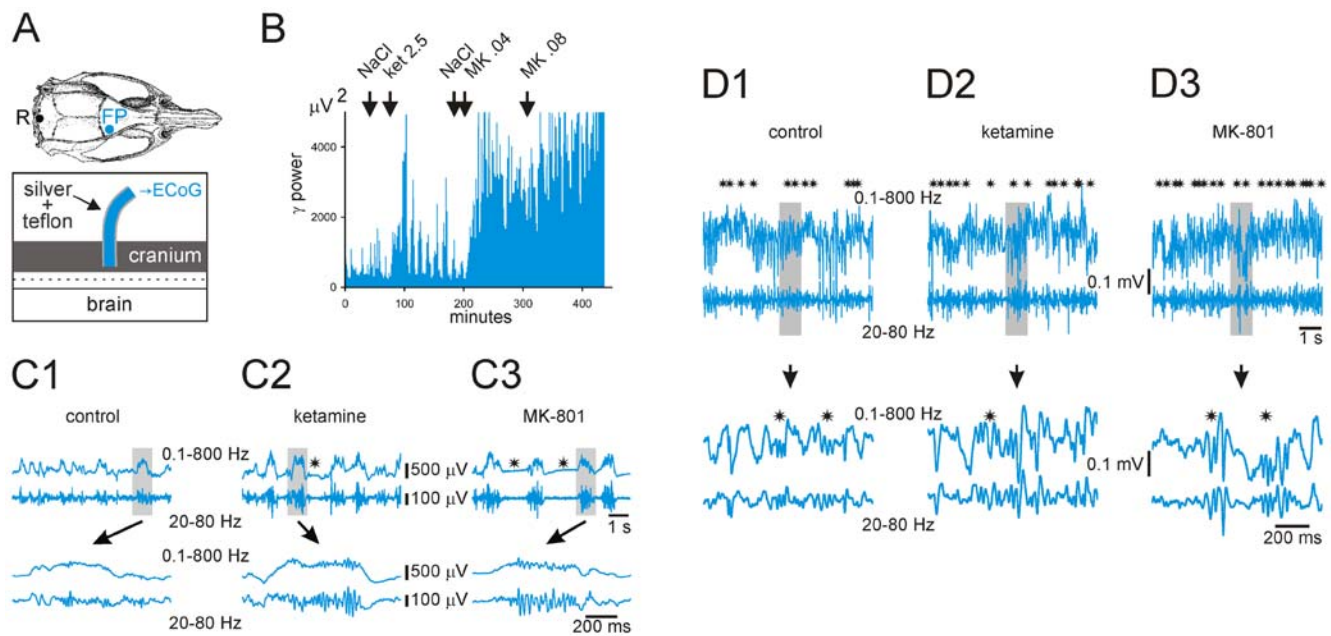 A
R
FP
silver
+
teflon
→ECoG
cranium
brain
B
NaCl
ket 2.5
NaCl
MK .04
MK .08
μV 2
γ power
4000
2000
0
0
100
200
300
400
minutes
C1
control
0.1-800 Hz
20-80 Hz
0.1-800 Hz
20-80 Hz
C2
ketamine
500 μV
100 μV
500 μV
100 μV
C3
MK-801
1 s
200 ms
D1
control
0.1-800 Hz
20-80 Hz
0.1-800 Hz
20-80 Hz
D2
ketamine
0.1 mV
0.1 mV
D3
MK-801
1 s
200 ms